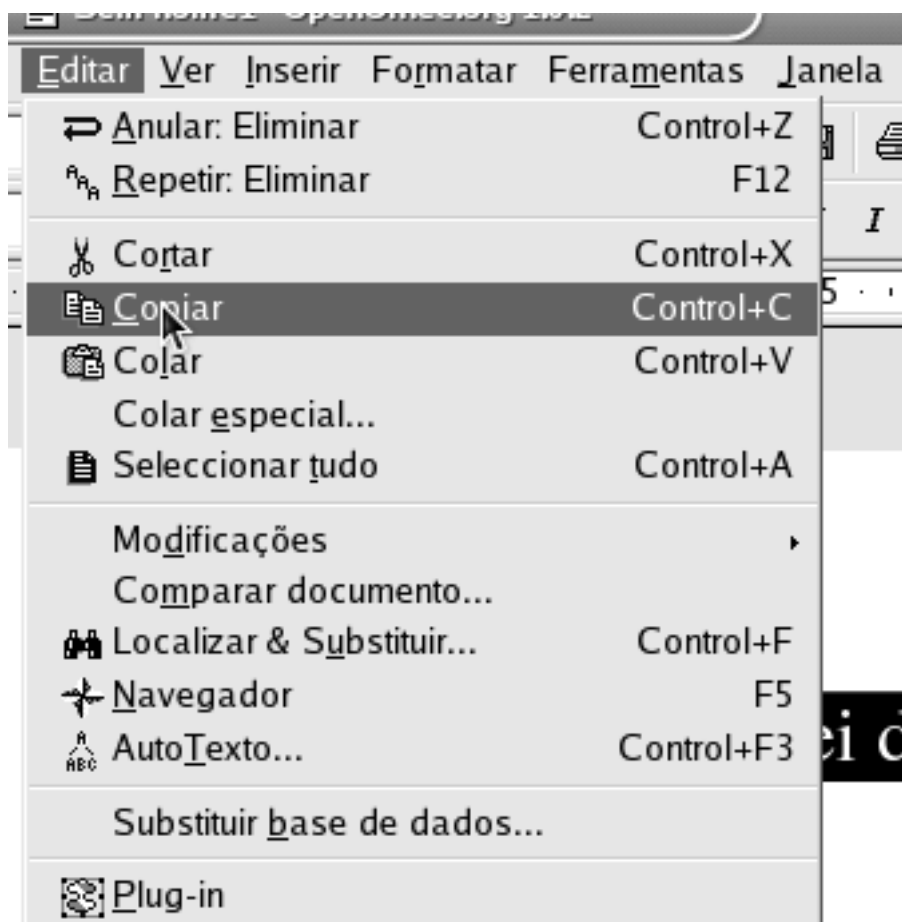 Editar Ver Inserir Formatar Ferramentas Janela
Anular: Eliminar Control+Z
Repetir: Eliminar F12
Cortar Control+X
Copiar Control+C
Colar Control+V
Colar especial...
Seleccionar tudo Control+A
Modificações
Comparar documento...
Localizar & Substituir... Control+F
Navegador F5
AutoTexto... Control+F3
Substituir base de dados...
Plug-in